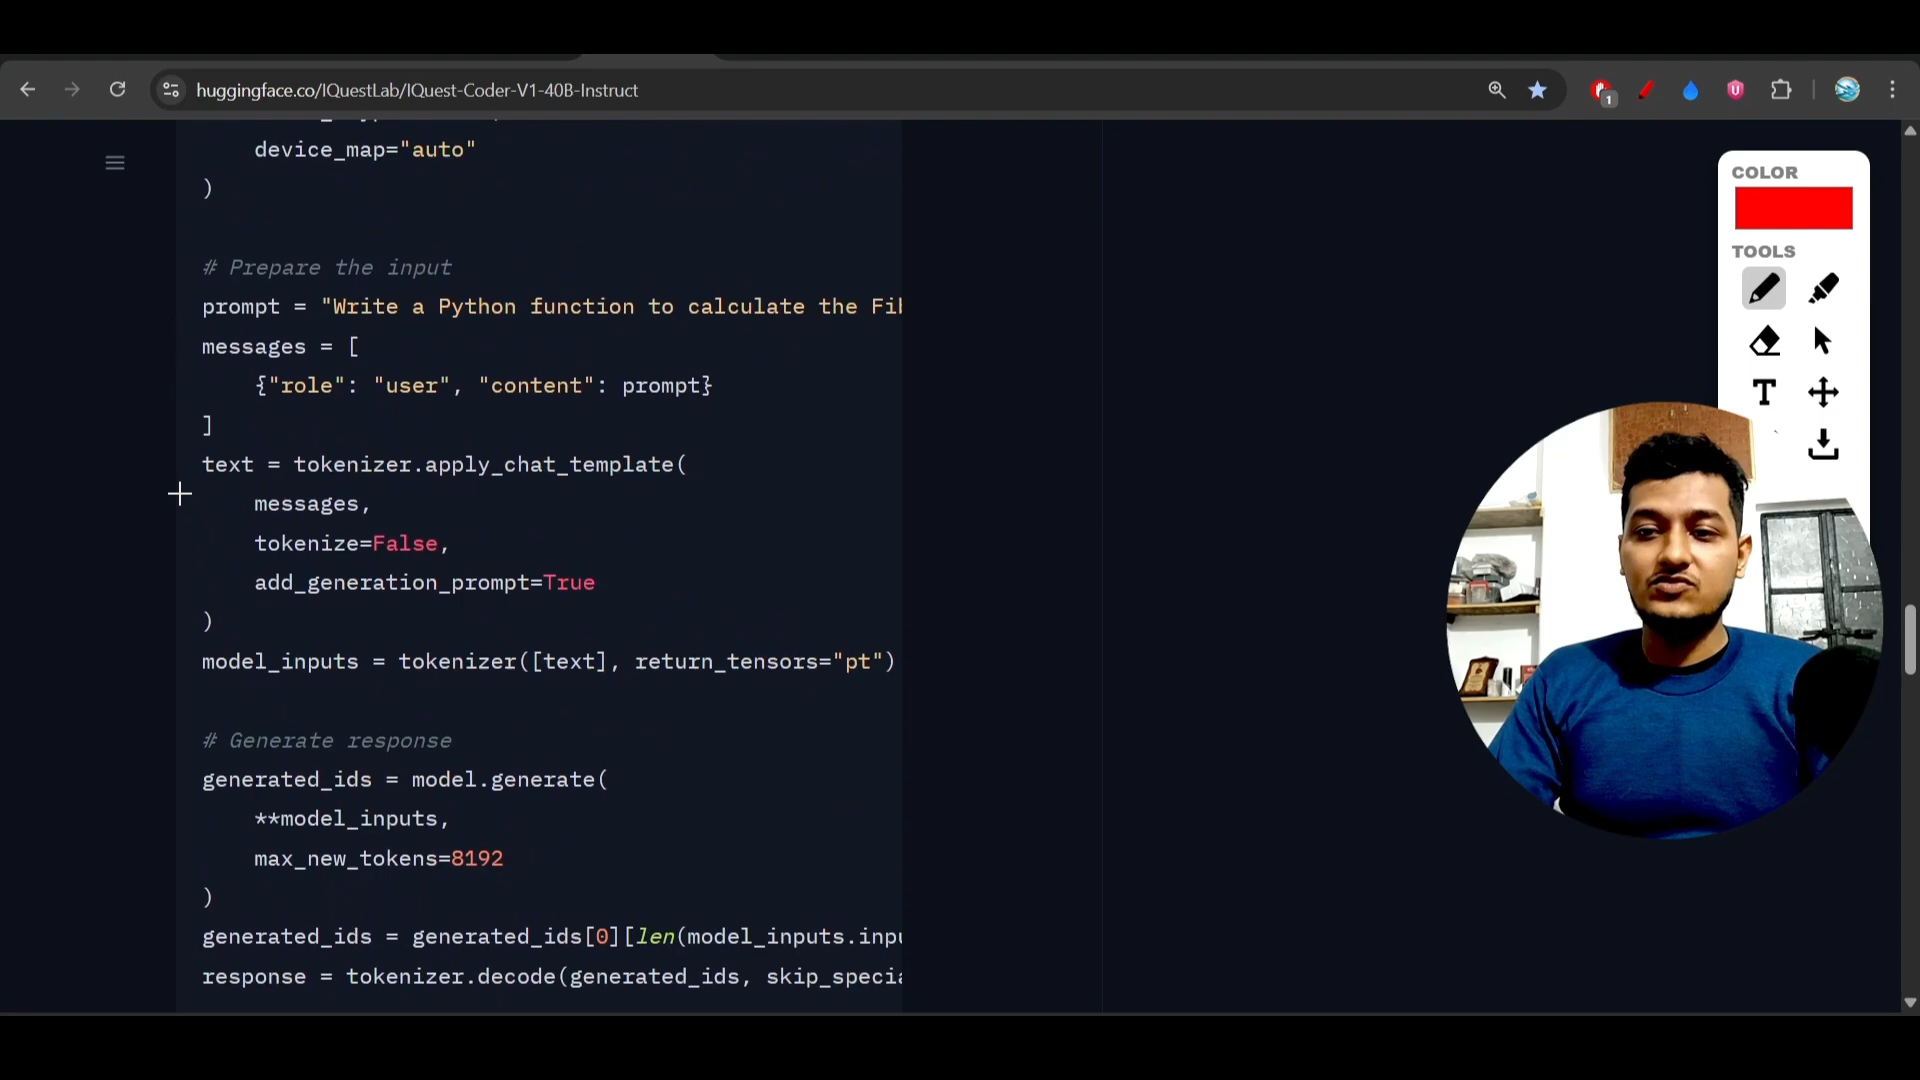 huggingface.co/IQuestLab/IQuest-Coder-V1-40B-Instruct
1
device_map="auto"
)
# Prepare the input
prompt = "Write a Python function to calculate the Fib
messages = [
{"role": "user", "content": prompt}
]
text = tokenizer.apply_chat_template(
messages,
tokenize=False,
add_generation_prompt=True
)
model_inputs = tokenizer([text], return_tensors="pt")
# Generate response
generated_ids = model.generate(
**model_inputs,
max_new_tokens=8192
)
generated_ids = generated_ids[0][len(model_inputs.inpu
response = tokenizer.decode(generated_ids, skip_specia
COLOR
TOOLS
T